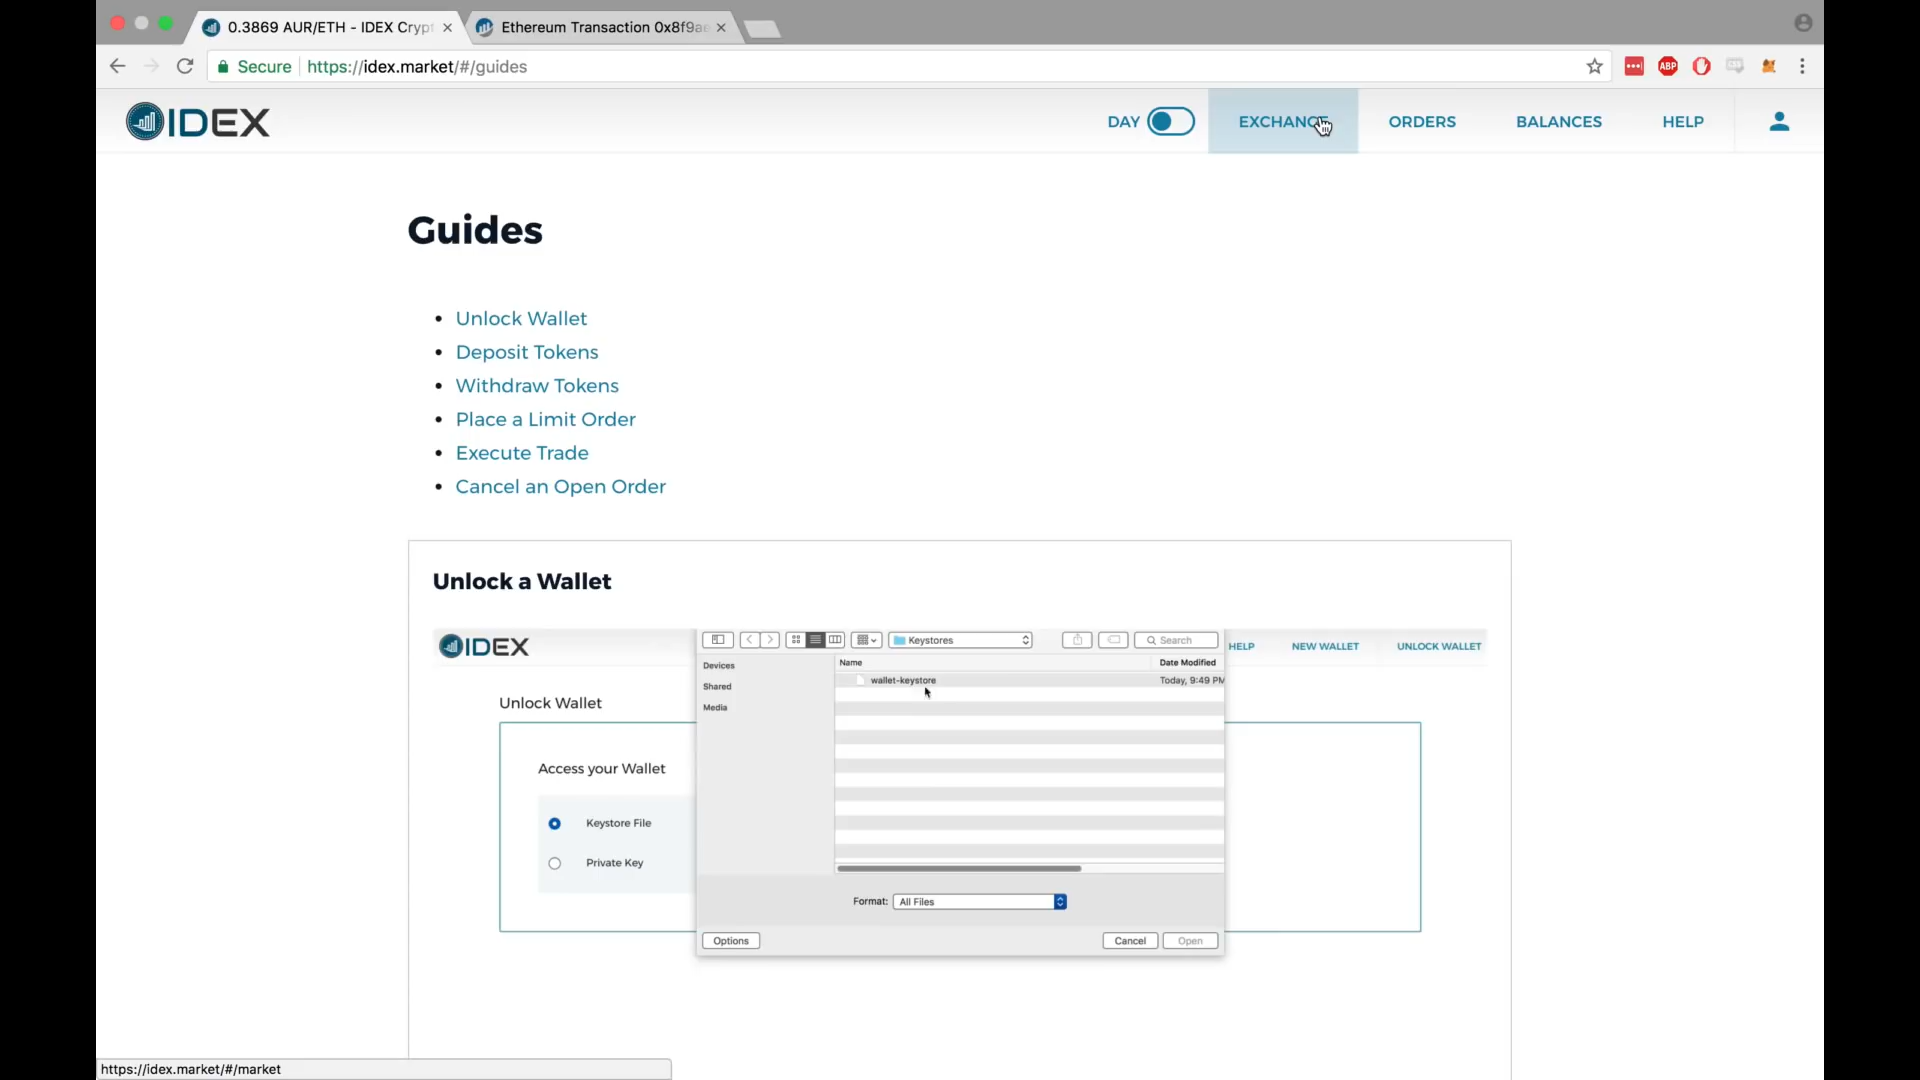 0.3869 AUR/ETH - IDEX Crypt
Ethereum Transaction 0x8f9ae
Secure https://idex.market/#/guides
ABP
IDEX
DAY
EXCHANGE
ORDERS
BALANCES
HELP
Guides
• Unlock Wallet
• Deposit Tokens
• Withdraw Tokens
• Place a Limit Order
• Execute Trade
• Cancel an Open Order
Unlock a Wallet
IDEX
Keystores
Search
HELP
NEW WALLET
UNLOCK WALLET
Devices
Name
Date Modified
wallet-keystore
Today, 9:49 PM
Shared
Media
Unlock Wallet
Access your Wallet
Keystore File
Private Key
Format: All Files
Options
Cancel
Open
https://idex.market/#/market